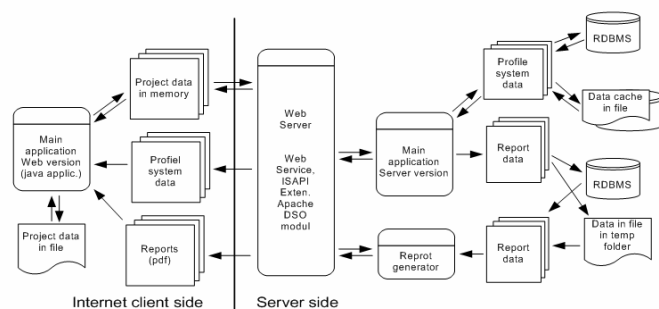 Project data
in memory
Main
application
Web version
(java applic.)
Profiel
system
data
Project data
in file
Reports
(pdf)
Internet client side
Web
Server
Web
Service,
ISAPI
Exten.
Apache
DSO
modul
Server side
Main
application
Server version
Reprot
generator
Profile
system
data
RDBMS
Data cache
in file
Report
data
RDBMS
Report
data
Data in file
in temp
folder